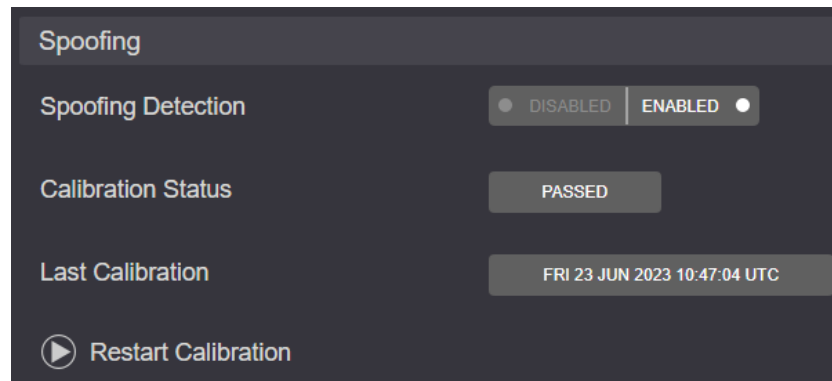 Spoofing
Spoofing Detection DISABLED ENABLED
Calibration Status PASSED
Last Calibration FRI 23 JUN 2023 10:47:04 UTC
Restart Calibration